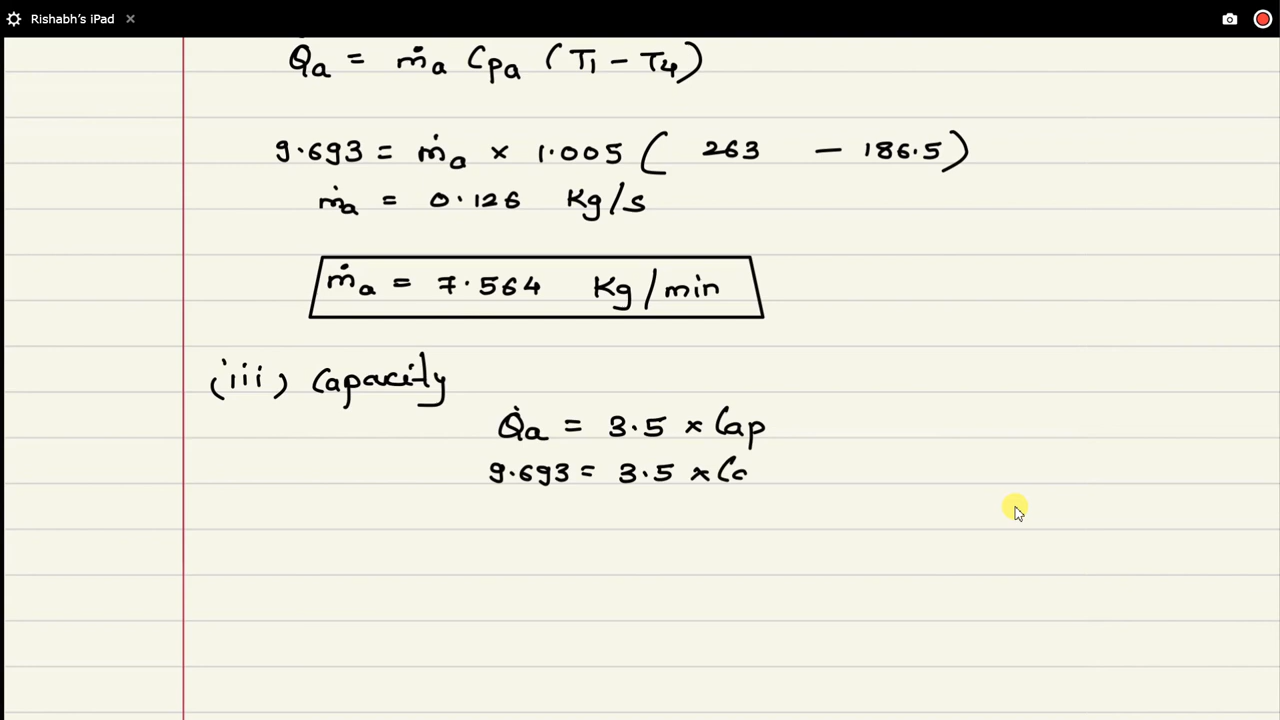 Rishabh's iPad
Q̇a = ṁa Cpa (T1 - T4)
9.693 = ṁa × 1.005 ( 263 - 186.5)
ṁa = 0.126 Kg/s
ṁa = 7.564 Kg/min
(iii) Capacity
Q̇a = 3.5 × Cap
9.693 = 3.5 × Ca